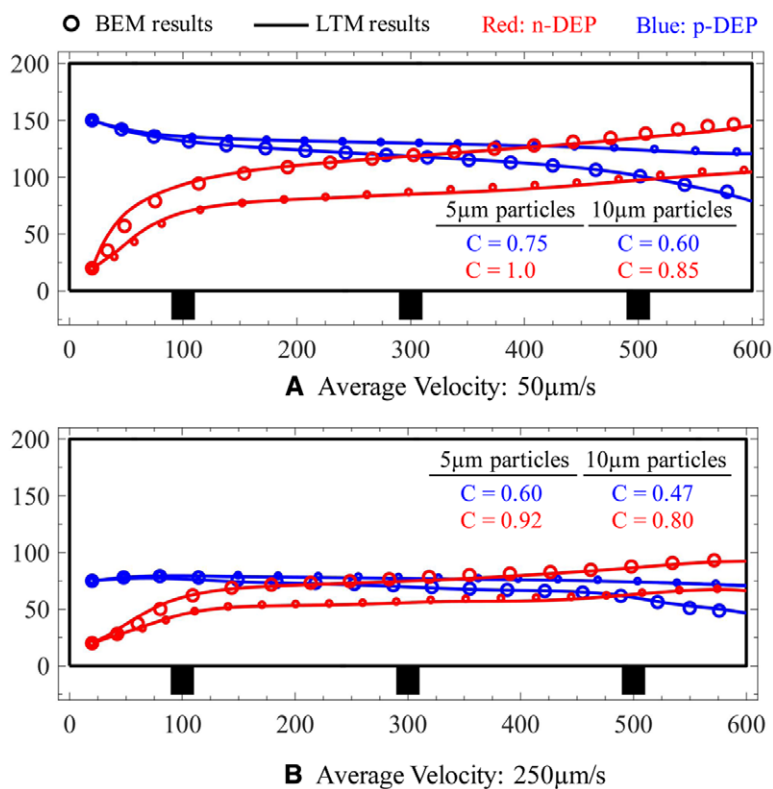 BEM results LTM results Red: n-DEP Blue: p-DEP
200
150
100
50
0
5µm particles 10µm particles
C = 0.75 C = 0.60
C = 1.0 C = 0.85
0 100 200 300 400 500 600
A Average Velocity: 50µm/s
200
150
100
50
0
5µm particles 10µm particles
C = 0.60 C = 0.47
C = 0.92 C = 0.80
0 100 200 300 400 500 600
B Average Velocity: 250µm/s